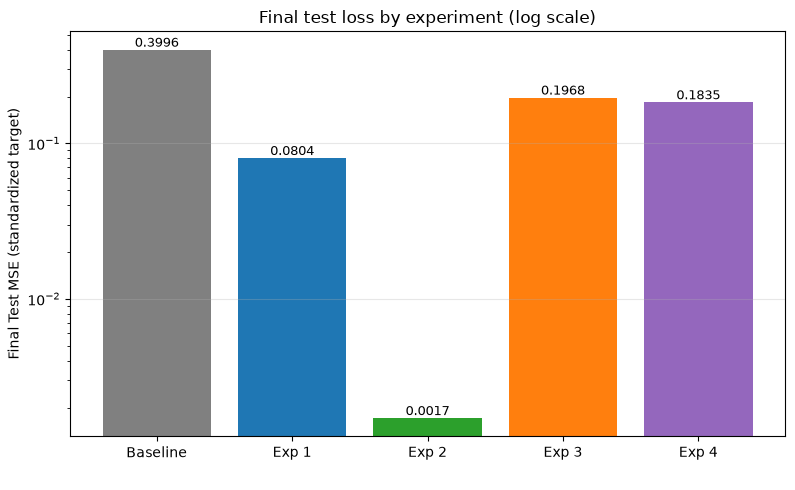 Final test loss by experiment (log scale)
Final Test MSE (standardized target)
10⁻¹
10⁻²
0.3996
0.0804
0.0017
0.1968
0.1835
Baseline
Exp 1
Exp 2
Exp 3
Exp 4